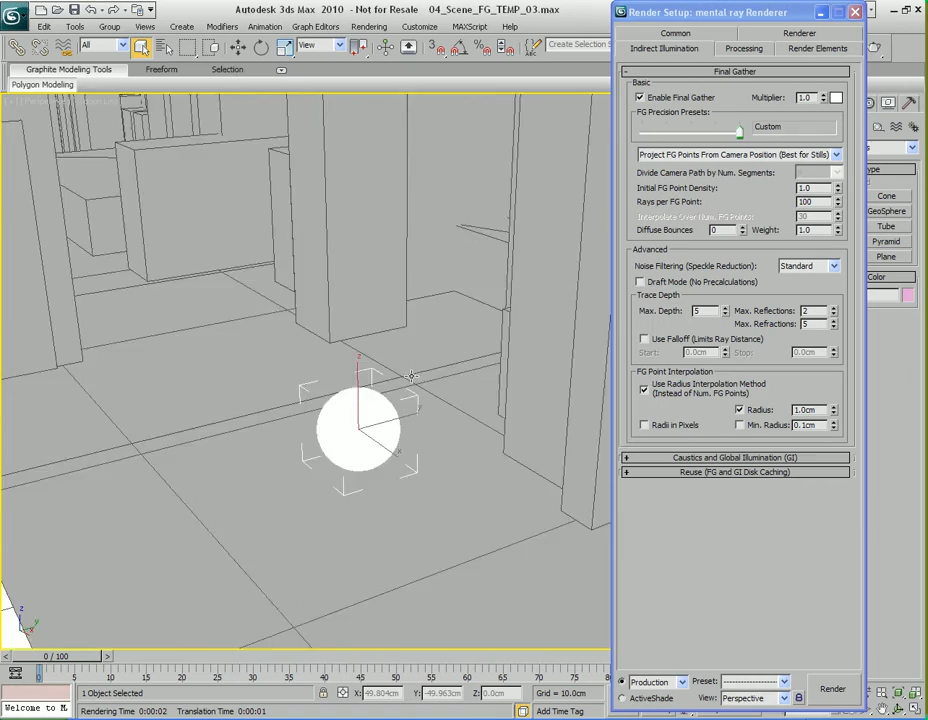 Autodesk 3ds Max 2010 - Not for Resale 04_Scene_FG_TEMP_03.max
Edit Tools Group Views Create Modifiers Animation Graph Editors Rendering Customize MAXScript Help
All View Create Selection S
Graphite Modeling Tools Freeform Selection
Polygon Modeling
Render Setup: mental ray Renderer
Common Renderer
Indirect Illumination Processing Render Elements
Final Gather
Basic
Enable Final Gather Multiplier: 1.0
FG Precision Presets: Custom
Project FG Points From Camera Position (Best for Stills)
Divide Camera Path by Num. Segments:
Initial FG Point Density: 1.0
Rays per FG Point: 100
Interpolate Over Num. FG Points: 30
Diffuse Bounces 0 Weight: 1.0
Advanced
Noise Filtering (Speckle Reduction): Standard
Draft Mode (No Precalculations)
Trace Depth
Max. Depth: 5 Max. Reflections: 2
Max. Refractions: 5
Use Falloff (Limits Ray Distance)
Start: 0.0cm Stop: 0.0cm
FG Point Interpolation
Use Radius Interpolation Method
(Instead of Num. FG Points)
Radius: 1.0cm
Radii in Pixels Min. Radius: 0.1cm
Caustics and Global Illumination (GI)
Reuse (FG and GI Disk Caching)
Production Preset: --------------------
ActiveShade View: Perspective
Render
Type
Cone
GeoSphere
Tube
Pyramid
Plane
Color
z
y
x
z
y
x
0 / 100
0 5 10 15 20 25 30 35 40 45 50 55 60 65 70 75 80
1 Object Selected X: 49.804cm Y: -49.963cm Z: 0.0cm Grid = 10.0cm
Welcome to M Rendering Time 0:00:02 Translation Time 0:00:01 Add Time Tag